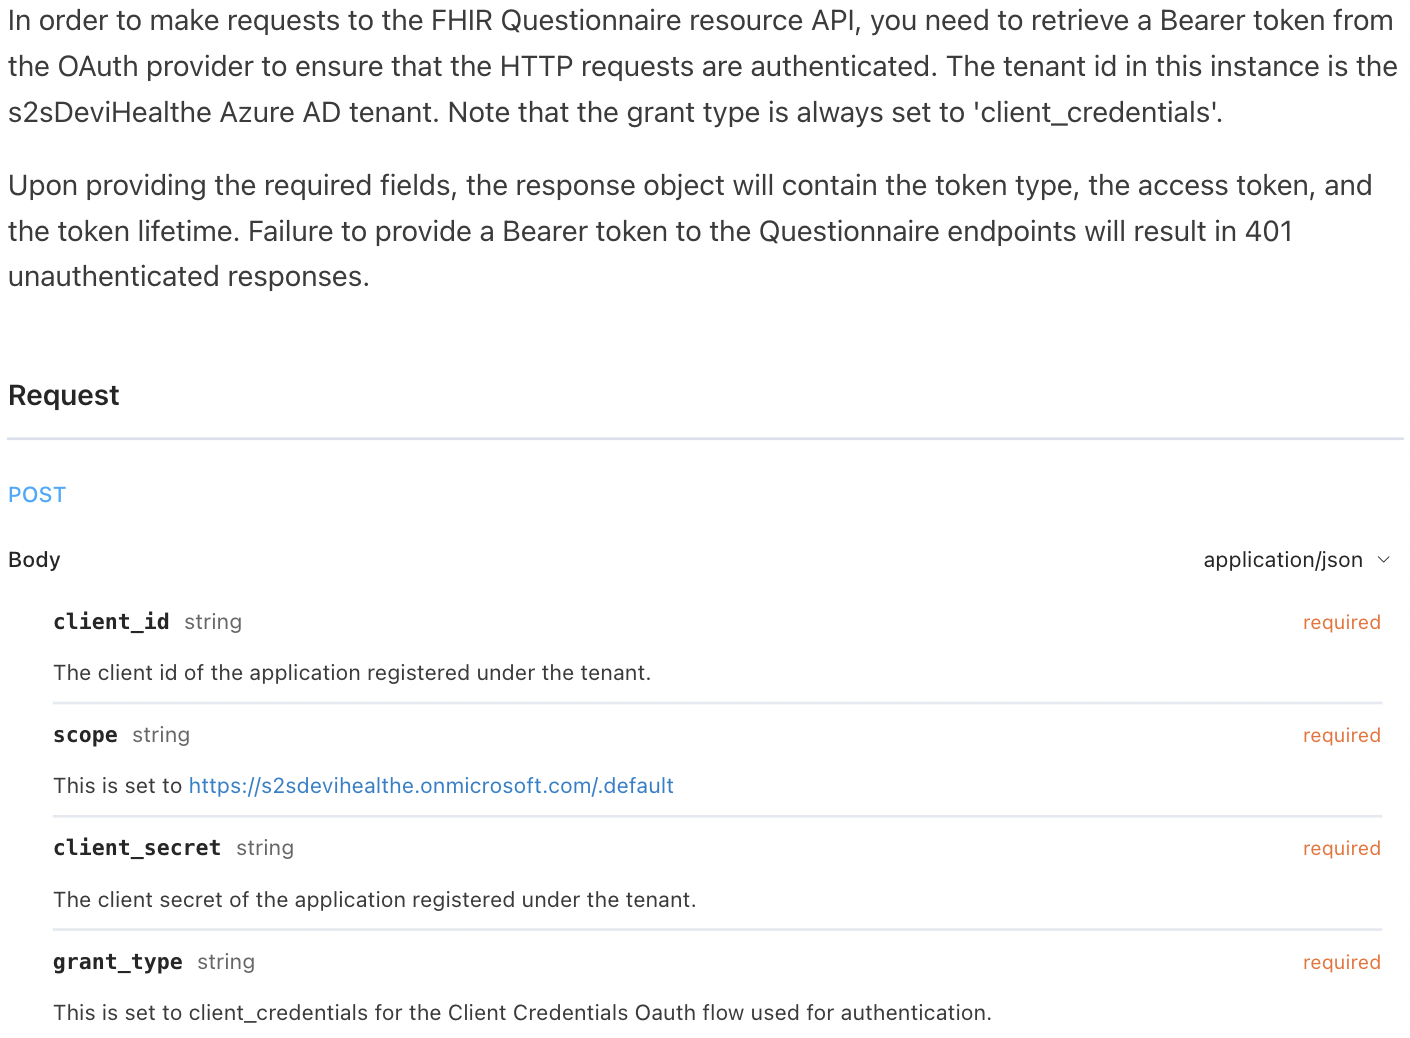 In order to make requests to the FHIR Questionnaire resource API, you need to retrieve a Bearer token from
the OAuth provider to ensure that the HTTP requests are authenticated. The tenant id in this instance is the
s2sDeviHealthe Azure AD tenant. Note that the grant type is always set to 'client_credentials'.
Upon providing the required fields, the response object will contain the token type, the access token, and
the token lifetime. Failure to provide a Bearer token to the Questionnaire endpoints will result in 401
unauthenticated responses.
Request
POST
Body application/json
client_id string required
The client id of the application registered under the tenant.
scope string required
This is set to https://s2sdevihealthe.onmicrosoft.com/.default
client_secret string required
The client secret of the application registered under the tenant.
grant_type string required
This is set to client_credentials for the Client Credentials Oauth flow used for authentication.